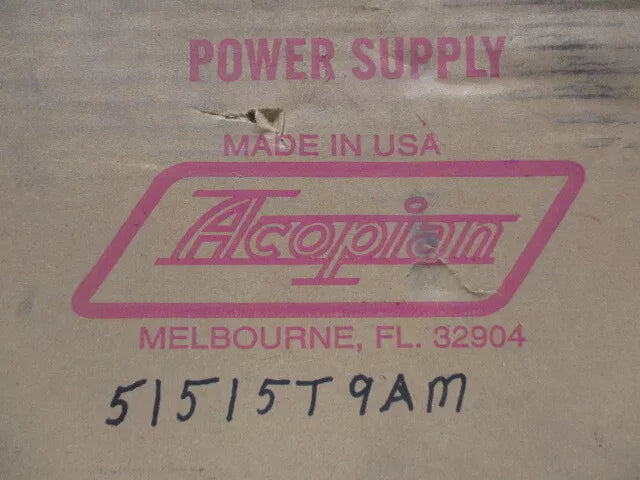 POWER SUPPLY
MADE IN USA
Acopian
MELBOURNE, FL. 32904
51515T9AM